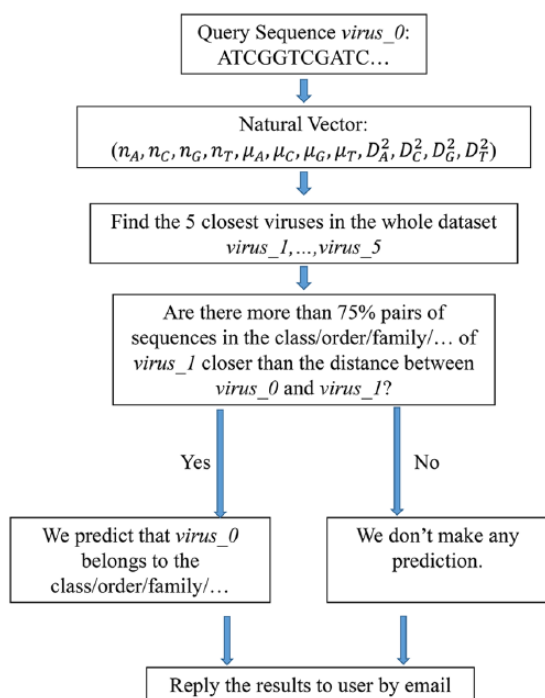 Query Sequence virus_0:
ATCGGTCGATC…
Natural Vector:
(n_A, n_C, n_G, n_T, μ_A, μ_C, μ_G, μ_T, D_A^2, D_C^2, D_G^2, D_T^2)
Find the 5 closest viruses in the whole dataset
virus_1,...,virus_5
Are there more than 75% pairs of
sequences in the class/order/family/… of
virus_1 closer than the distance between
virus_0 and virus_1?
Yes
No
We predict that virus_0
belongs to the
class/order/family/…
We don’t make any
prediction.
Reply the results to user by email